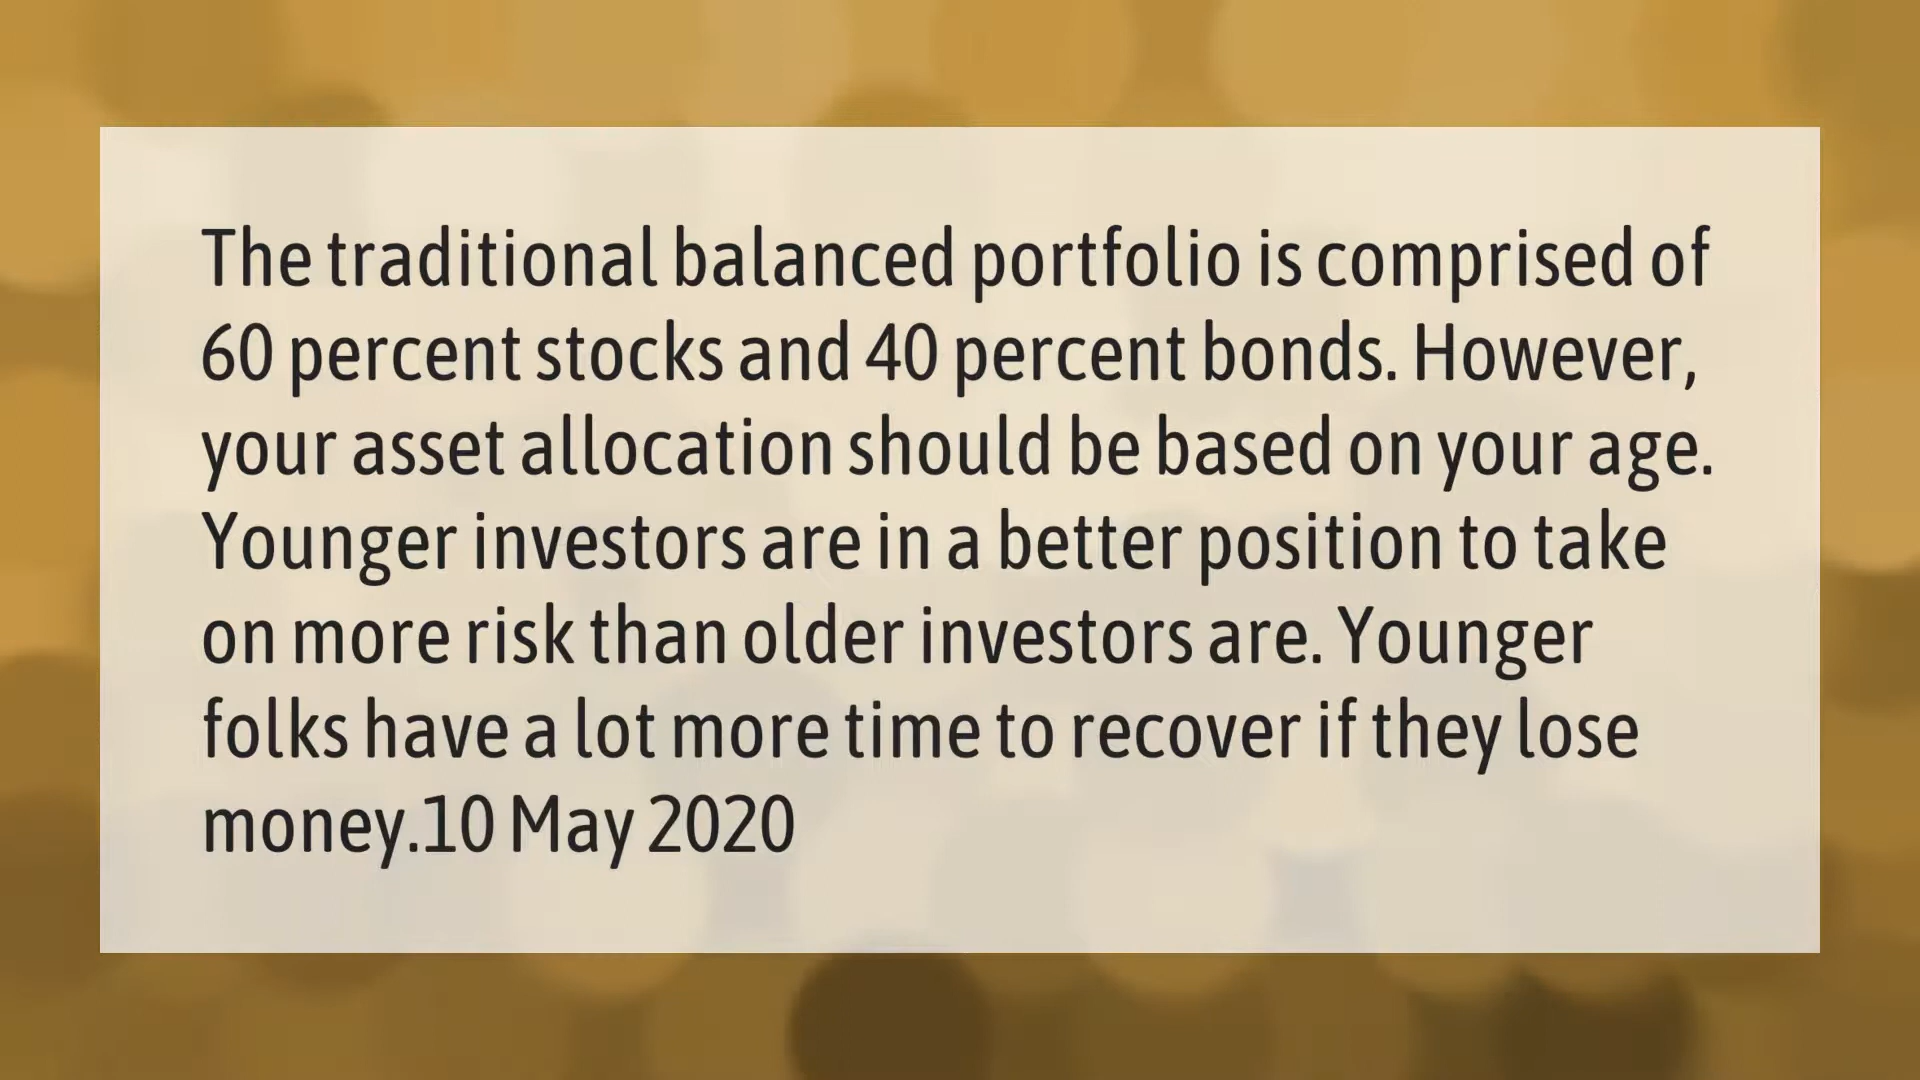 The traditional balanced portfolio is comprised of
60 percent stocks and 40 percent bonds. However,
your asset allocation should be based on your age.
Younger investors are in a better position to take
on more risk than older investors are. Younger
folks have a lot more time to recover if they lose
money.10 May 2020